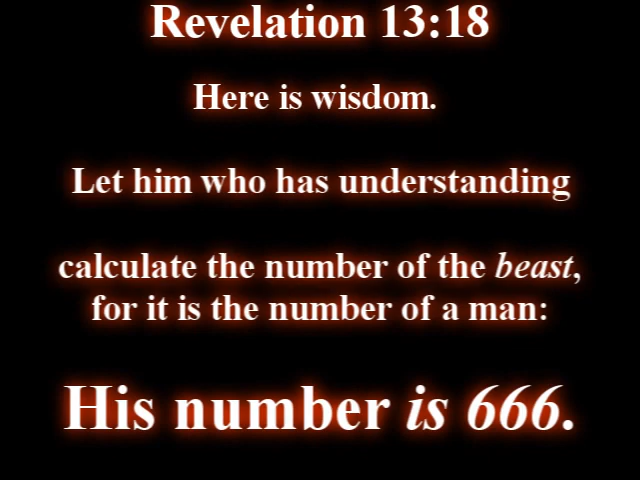 Revelation 13:18
Here is wisdom.
Let him who has understanding
calculate the number of the beast,
for it is the number of a man:
His number is 666.